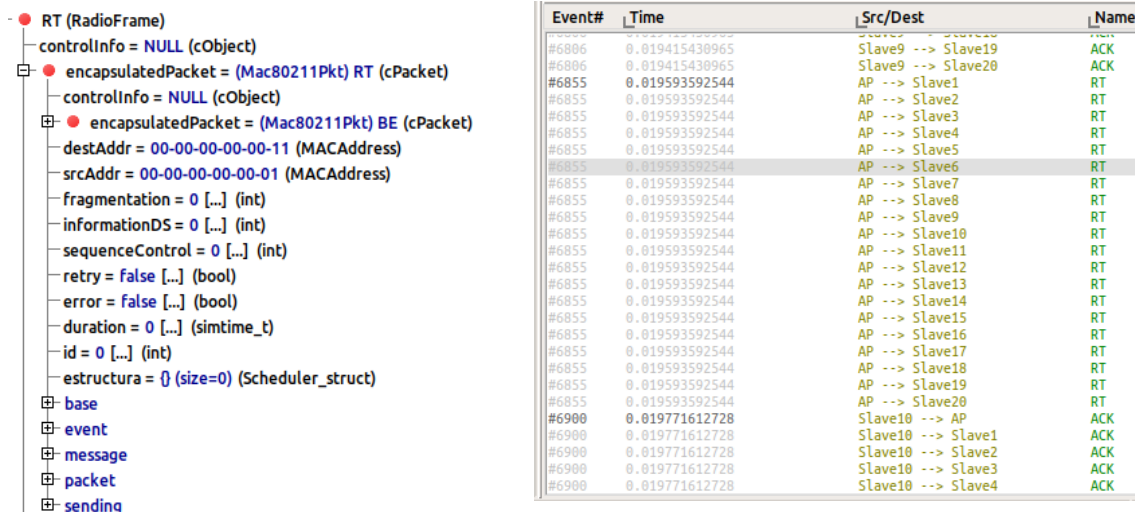 RT (RadioFrame)
controlInfo = NULL (cObject)
encapsulatedPacket = (Mac80211Pkt) RT (cPacket)
controlInfo = NULL (cObject)
encapsulatedPacket = (Mac80211Pkt) BE (cPacket)
destAddr = 00-00-00-00-00-11 (MACAddress)
srcAddr = 00-00-00-00-00-01 (MACAddress)
fragmentation = 0 [...] (int)
informationDS = 0 [...] (int)
sequenceControl = 0 [...] (int)
retry = false [...] (bool)
error = false [...] (bool)
duration = 0 [...] (simtime_t)
id = 0 [...] (int)
estructura = {} (size=0) (Scheduler_struct)
base
event
message
packet
sending
Event# Time Src/Dest Name
#6806 0.019415430965 Slave9 --> Slave19 ACK
#6806 0.019415430965 Slave9 --> Slave20 ACK
#6855 0.019593592544 AP --> Slave1 RT
#6855 0.019593592544 AP --> Slave2 RT
#6855 0.019593592544 AP --> Slave3 RT
#6855 0.019593592544 AP --> Slave4 RT
#6855 0.019593592544 AP --> Slave5 RT
#6855 0.019593592544 AP --> Slave6 RT
#6855 0.019593592544 AP --> Slave7 RT
#6855 0.019593592544 AP --> Slave8 RT
#6855 0.019593592544 AP --> Slave9 RT
#6855 0.019593592544 AP --> Slave10 RT
#6855 0.019593592544 AP --> Slave11 RT
#6855 0.019593592544 AP --> Slave12 RT
#6855 0.019593592544 AP --> Slave13 RT
#6855 0.019593592544 AP --> Slave14 RT
#6855 0.019593592544 AP --> Slave15 RT
#6855 0.019593592544 AP --> Slave16 RT
#6855 0.019593592544 AP --> Slave17 RT
#6855 0.019593592544 AP --> Slave18 RT
#6855 0.019593592544 AP --> Slave19 RT
#6855 0.019593592544 AP --> Slave20 RT
#6900 0.019771612728 Slave10 --> AP ACK
#6900 0.019771612728 Slave10 --> Slave1 ACK
#6900 0.019771612728 Slave10 --> Slave2 ACK
#6900 0.019771612728 Slave10 --> Slave3 ACK
#6900 0.019771612728 Slave10 --> Slave4 ACK